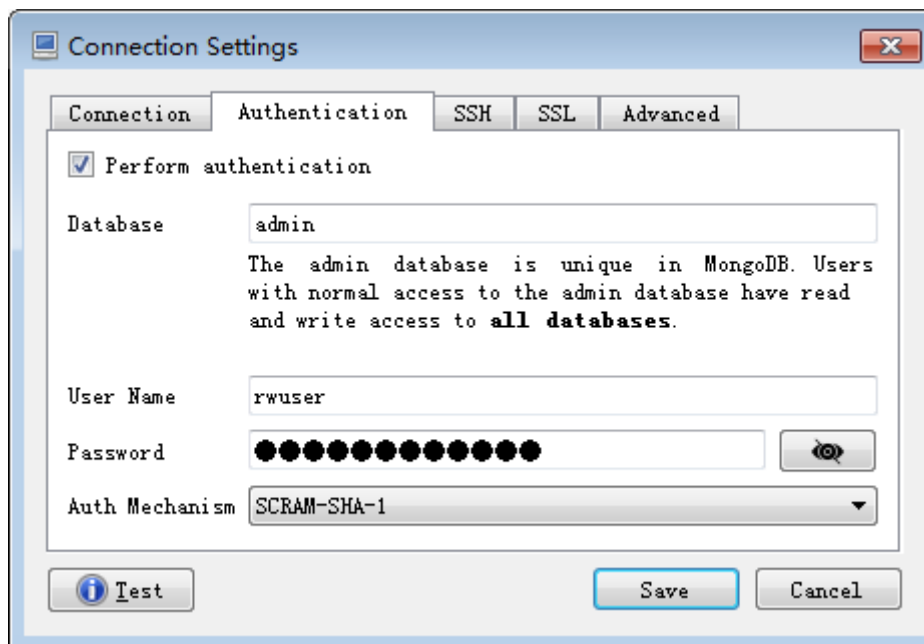 Connection Settings
Connection Authentication SSH SSL Advanced
Perform authentication
Database admin
The admin database is unique in MongoDB. Users
with normal access to the admin database have read
and write access to all databases.
User Name rwuser
Password ●●●●●●●●●●●●
Auth Mechanism SCRAM-SHA-1
Test Save Cancel